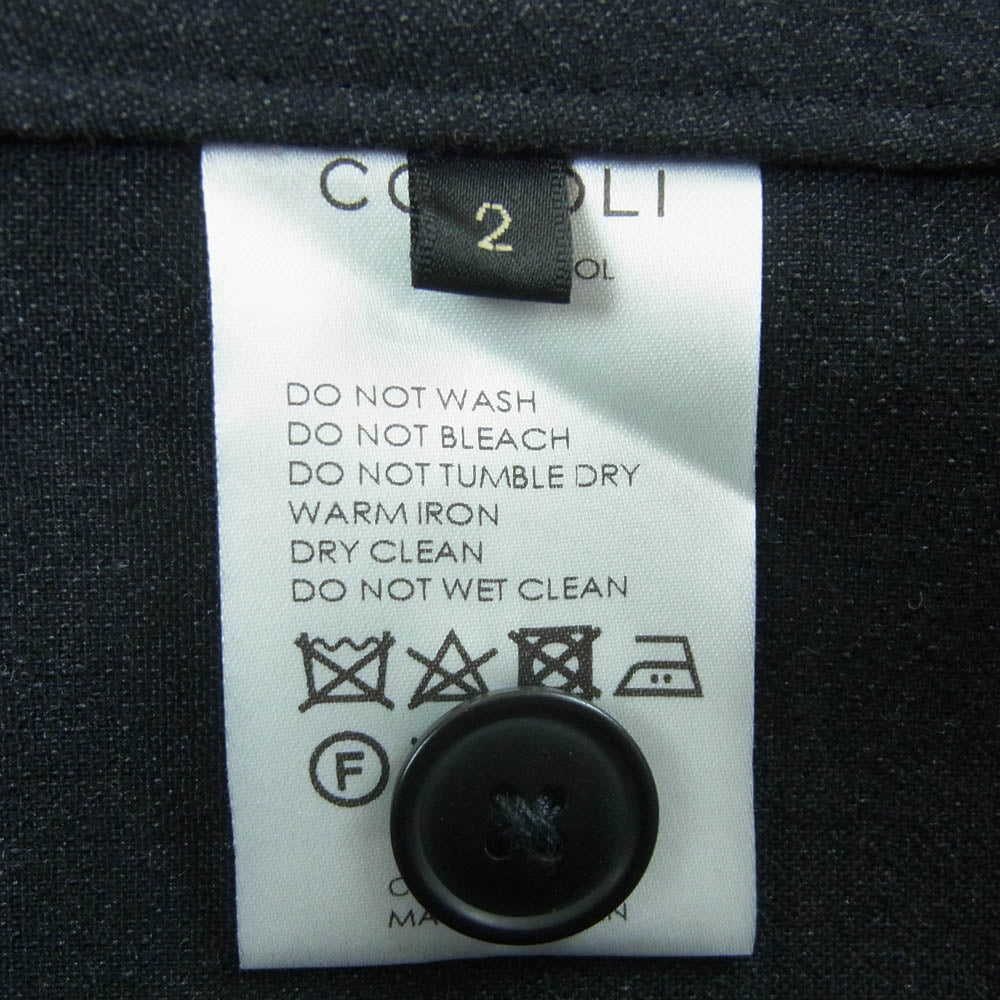 2
DO NOT WASH
DO NOT BLEACH
DO NOT TUMBLE DRY
WARM IRON
DRY CLEAN
DO NOT WET CLEAN
F